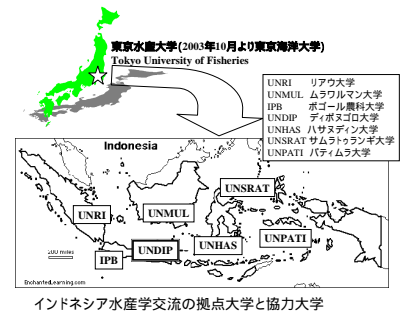 東京水産大学(2003年10月より東京海洋大学)
Tokyo University of Fisheries
UNRI リアウ大学
UNMUL ムラワルマン大学
IPB ボゴール農科大学
UNDIP ディポヌゴロ大学
UNHAS ハサヌディン大学
UNSRAT サムラトゥランギ大学
UNPATI パティムラ大学
Indonesia
UNSRAT
UNRI
UNMUL
UNHAS
UNPATI
UNDIP
IPB
200 miles
EnchantedLearning.com
インドネシア水産学交流の拠点大学と協力大学